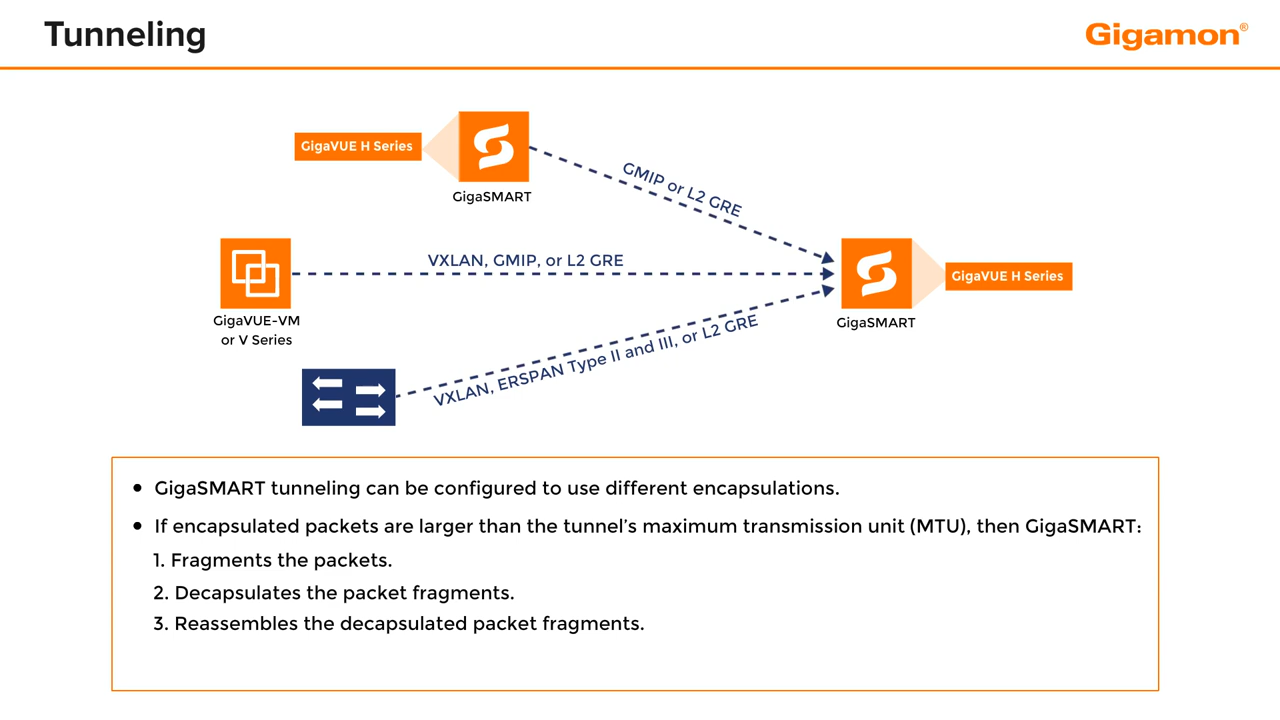 Tunneling
Gigamon®
GigaVUE H Series
GigaSMART
GMIP or L2 GRE
VXLAN, GMIP, or L2 GRE
GigaVUE-VM
or V Series
GigaVUE H Series
GigaSMART
VXLAN, ERSPAN Type II and III, or L2 GRE
• GigaSMART tunneling can be configured to use different encapsulations.
• If encapsulated packets are larger than the tunnel’s maximum transmission unit (MTU), then GigaSMART:
1. Fragments the packets.
2. Decapsulates the packet fragments.
3. Reassembles the decapsulated packet fragments.